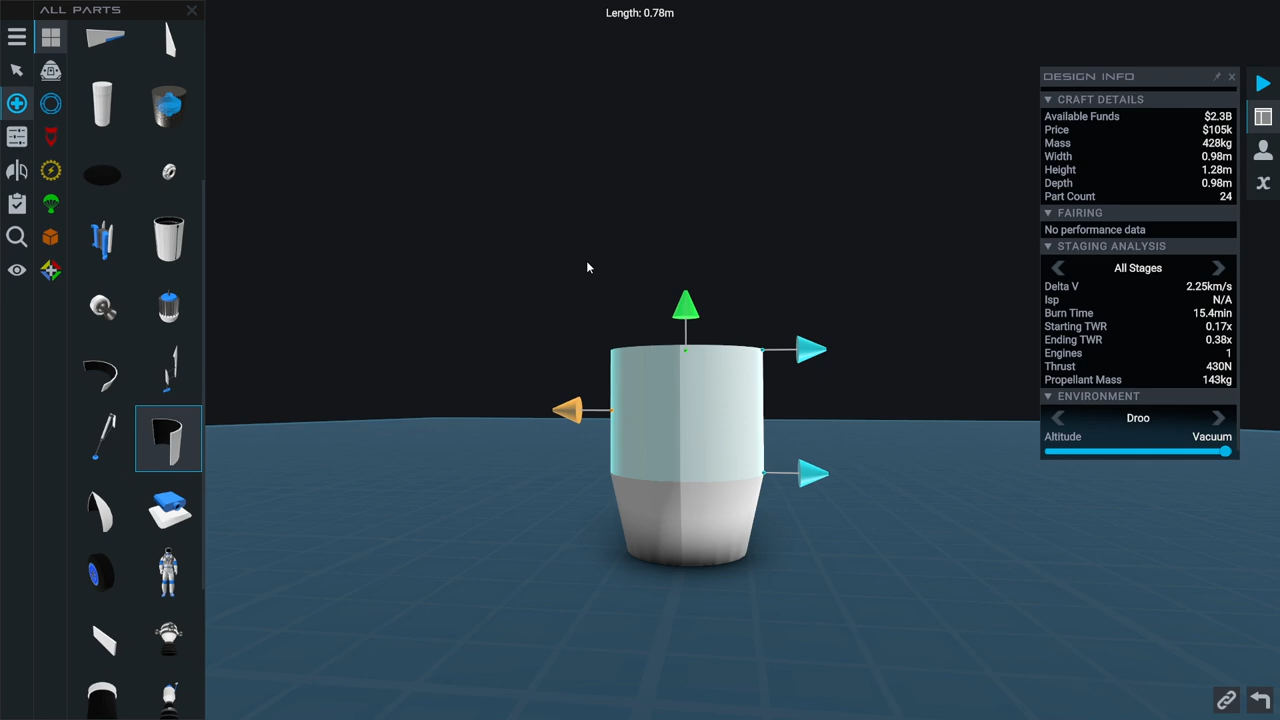 ALL PARTS
Length: 0.78m
DESIGN INFO
CRAFT DETAILS
Available Funds $2.3B
Price $105k
Mass 428kg
Width 0.98m
Height 1.28m
Depth 0.98m
Part Count 24
FAIRING
No performance data
STAGING ANALYSIS
All Stages
Delta V 2.25km/s
Isp N/A
Burn Time 15.4min
Starting TWR 0.17x
Ending TWR 0.38x
Engines 1
Thrust 430N
Propellant Mass 143kg
ENVIRONMENT
Droo
Altitude Vacuum